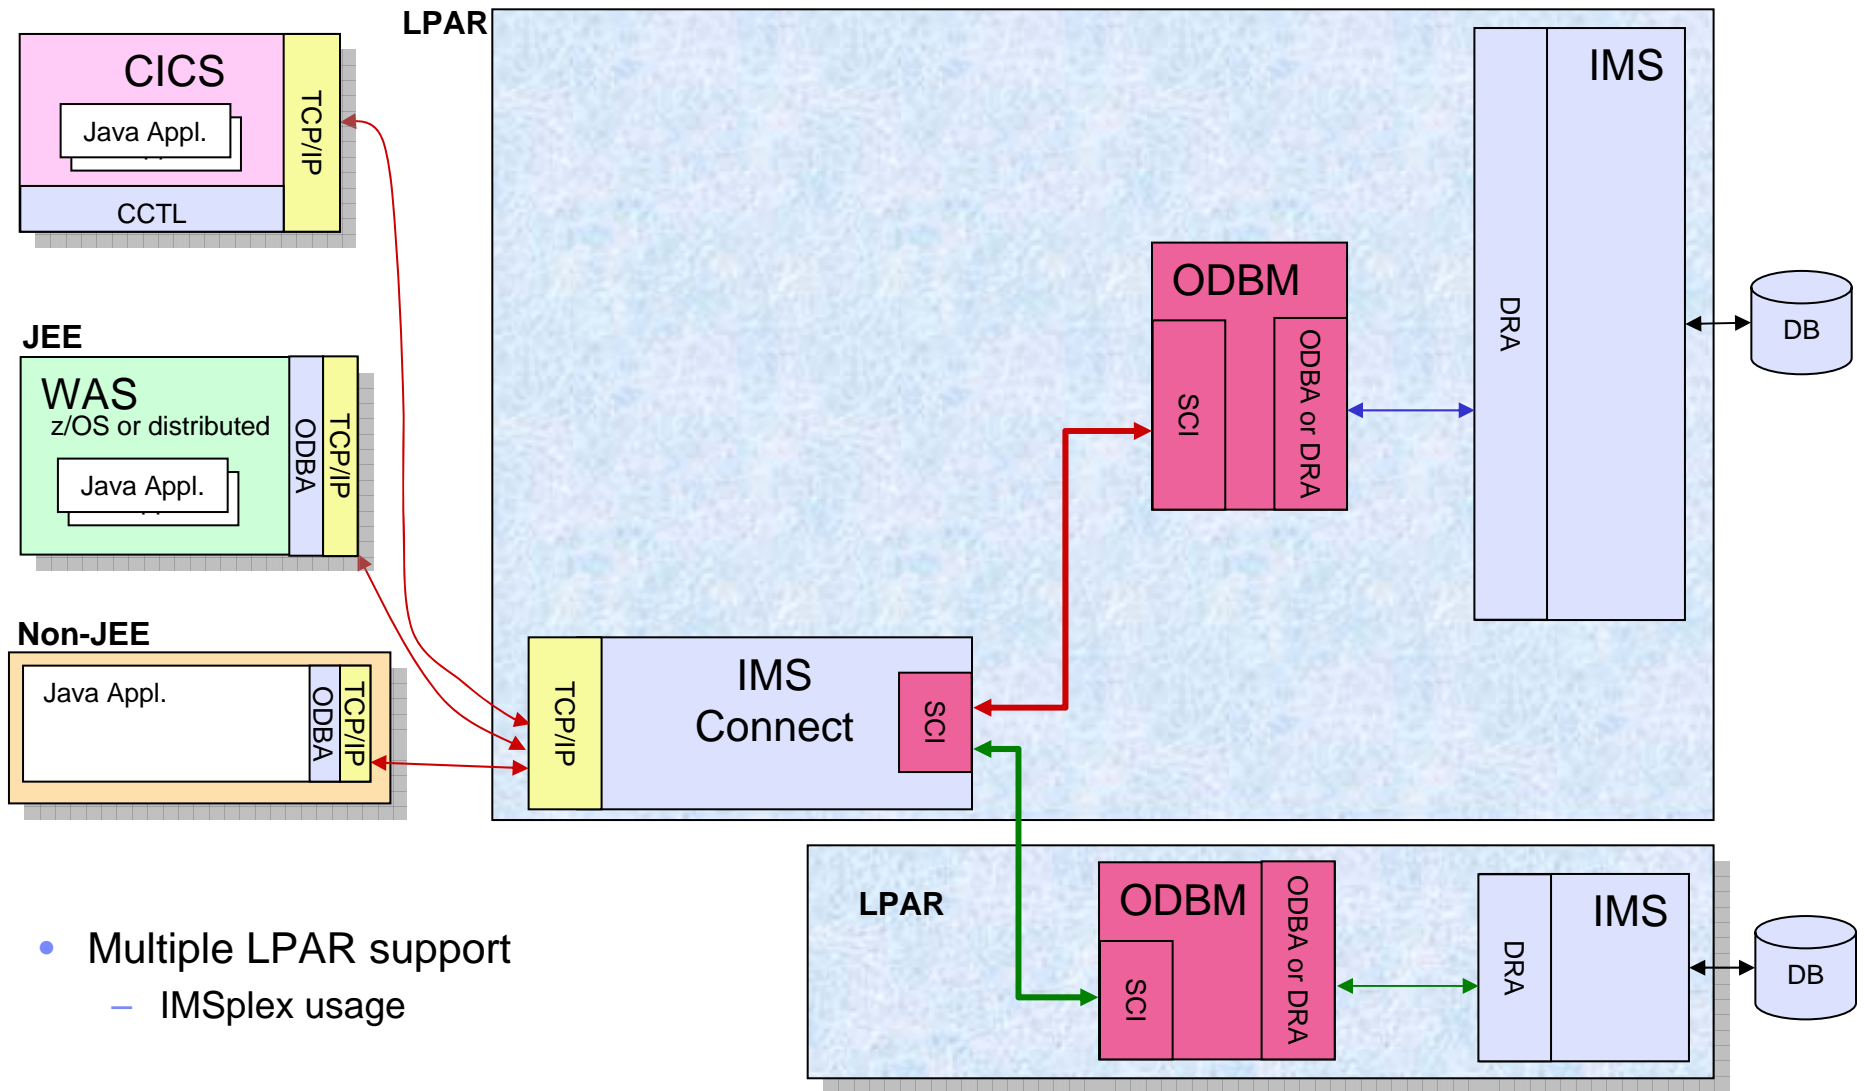 LPAR
CICS
Java Appl.
TCP/IP
CCTL
JEE
WAS
z/OS or distributed
Java Appl.
ODBA
TCP/IP
Non-JEE
Java Appl.
ODBA
TCP/IP
TCP/IP
IMS
Connect
SCI
ODBM
SCI
ODBA or DRA
DRA
IMS
DB
LPAR
ODBM
SCI
ODBA or DRA
DRA
IMS
DB
• Multiple LPAR support
– IMSplex usage